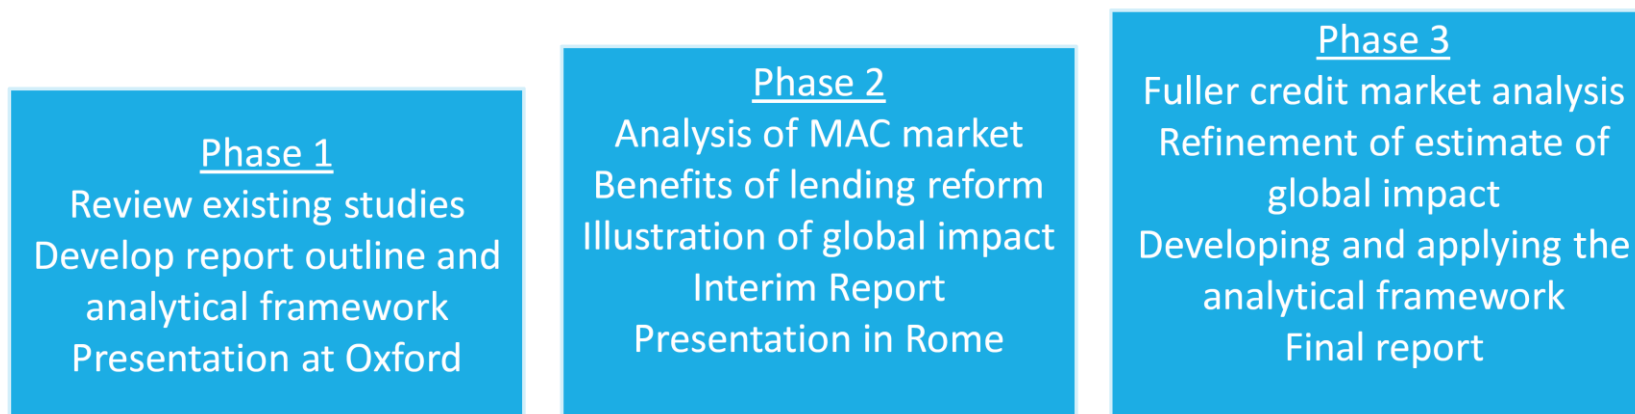 Phase 1
Review existing studies
Develop report outline and
analytical framework
Presentation at Oxford
Phase 2
Analysis of MAC market
Benefits of lending reform
Illustration of global impact
Interim Report
Presentation in Rome
Phase 3
Fuller credit market analysis
Refinement of estimate of
global impact
Developing and applying the
analytical framework
Final report